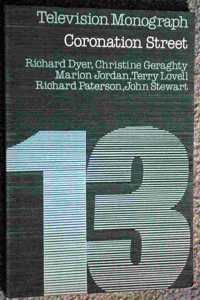 Television Monograph
Coronation Street
Richard Dyer, Christine Geraghty
Marion Jordan, Terry Lovell
Richard Paterson, John Stewart
13